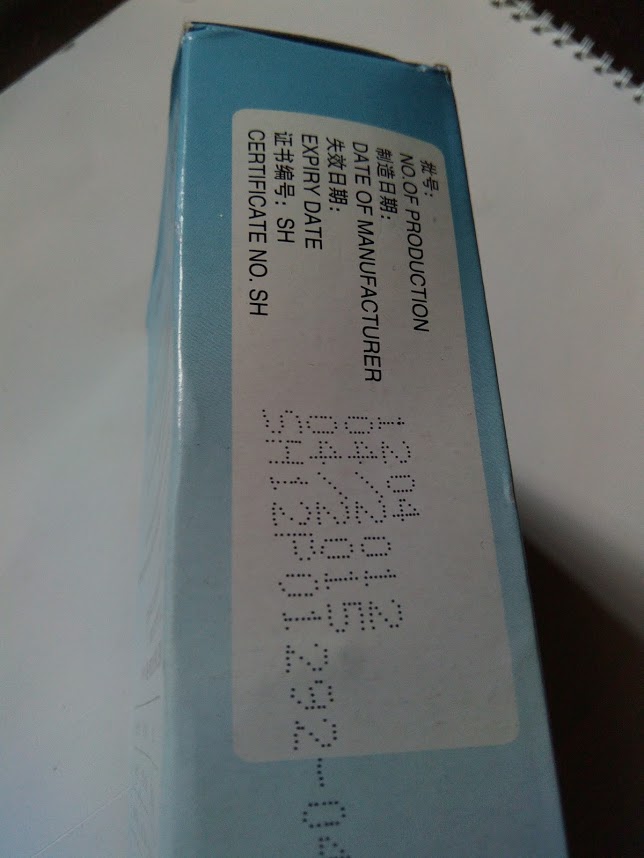 批号:
NO. OF PRODUCTION 1204
制造日期:
DATE OF MANUFACTURER 04/2012
失效日期:
EXPIRY DATE 04/2015
证书编号: SH
CERTIFICATE NO. SH SH12P01292-04